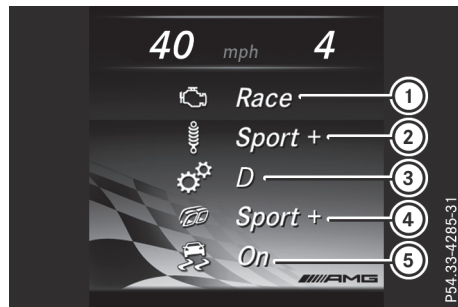 40 mph 4
Race 1
Sport + 2
D 3
Sport + 4
On 5
AMG
P54.33-4285-31